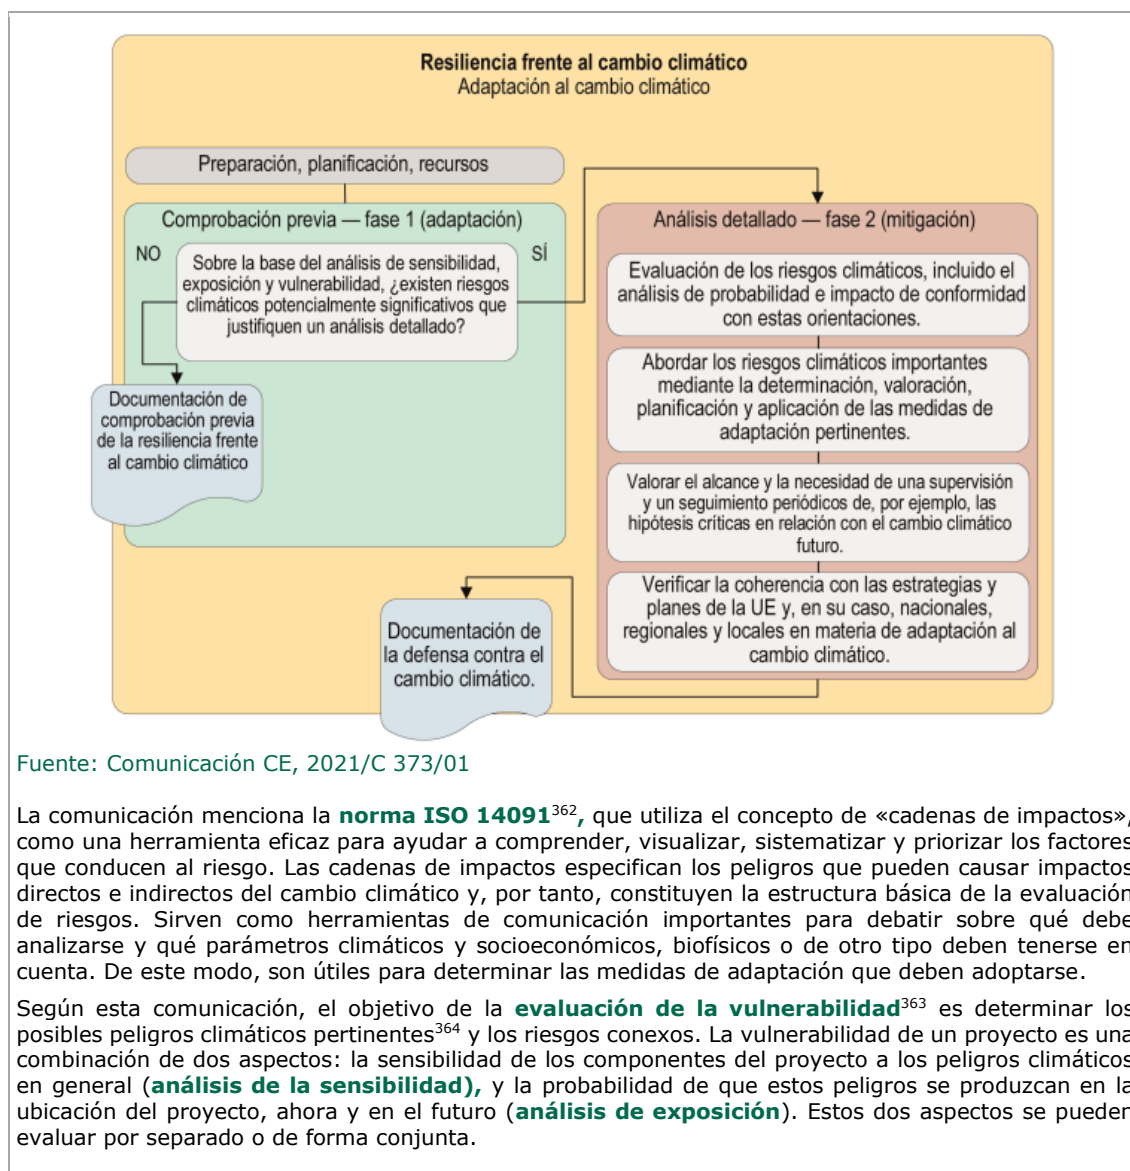 Resiliencia frente al cambio climático
Adaptación al cambio climático
Preparación, planificación, recursos
Comprobación previa — fase 1 (adaptación)
NO
SÍ
Sobre la base del análisis de sensibilidad,
exposición y vulnerabilidad, ¿existen riesgos
climáticos potencialmente significativos que
justifiquen un análisis detallado?
Documentación de
comprobación previa
de la resiliencia frente
al cambio climático
Análisis detallado — fase 2 (mitigación)
Evaluación de los riesgos climáticos, incluido el
análisis de probabilidad e impacto de conformidad
con estas orientaciones.
Abordar los riesgos climáticos importantes
mediante la determinación, valoración,
planificación y aplicación de las medidas de
adaptación pertinentes.
Valorar el alcance y la necesidad de una supervisión
y un seguimiento periódicos de, por ejemplo, las
hipótesis críticas en relación con el cambio climático
futuro.
Verificar la coherencia con las estrategias y
planes de la UE y, en su caso, nacionales,
regionales y locales en materia de adaptación al
cambio climático.
Documentación de
la defensa contra el
cambio climático.
Fuente: Comunicación CE, 2021/C 373/01
La comunicación menciona la norma ISO 14091362, que utiliza el concepto de «cadenas de impactos»,
como una herramienta eficaz para ayudar a comprender, visualizar, sistematizar y priorizar los factores
que conducen al riesgo. Las cadenas de impactos especifican los peligros que pueden causar impactos
directos e indirectos del cambio climático y, por tanto, constituyen la estructura básica de la evaluación
de riesgos. Sirven como herramientas de comunicación importantes para debatir sobre qué debe
analizarse y qué parámetros climáticos y socioeconómicos, biofísicos o de otro tipo deben tenerse en
cuenta. De este modo, son útiles para determinar las medidas de adaptación que deben adoptarse.
Según esta comunicación, el objetivo de la evaluación de la vulnerabilidad363 es determinar los
posibles peligros climáticos pertinentes364 y los riesgos conexos. La vulnerabilidad de un proyecto es una
combinación de dos aspectos: la sensibilidad de los componentes del proyecto a los peligros climáticos
en general (análisis de la sensibilidad), y la probabilidad de que estos peligros se produzcan en la
ubicación del proyecto, ahora y en el futuro (análisis de exposición). Estos dos aspectos se pueden
evaluar por separado o de forma conjunta.